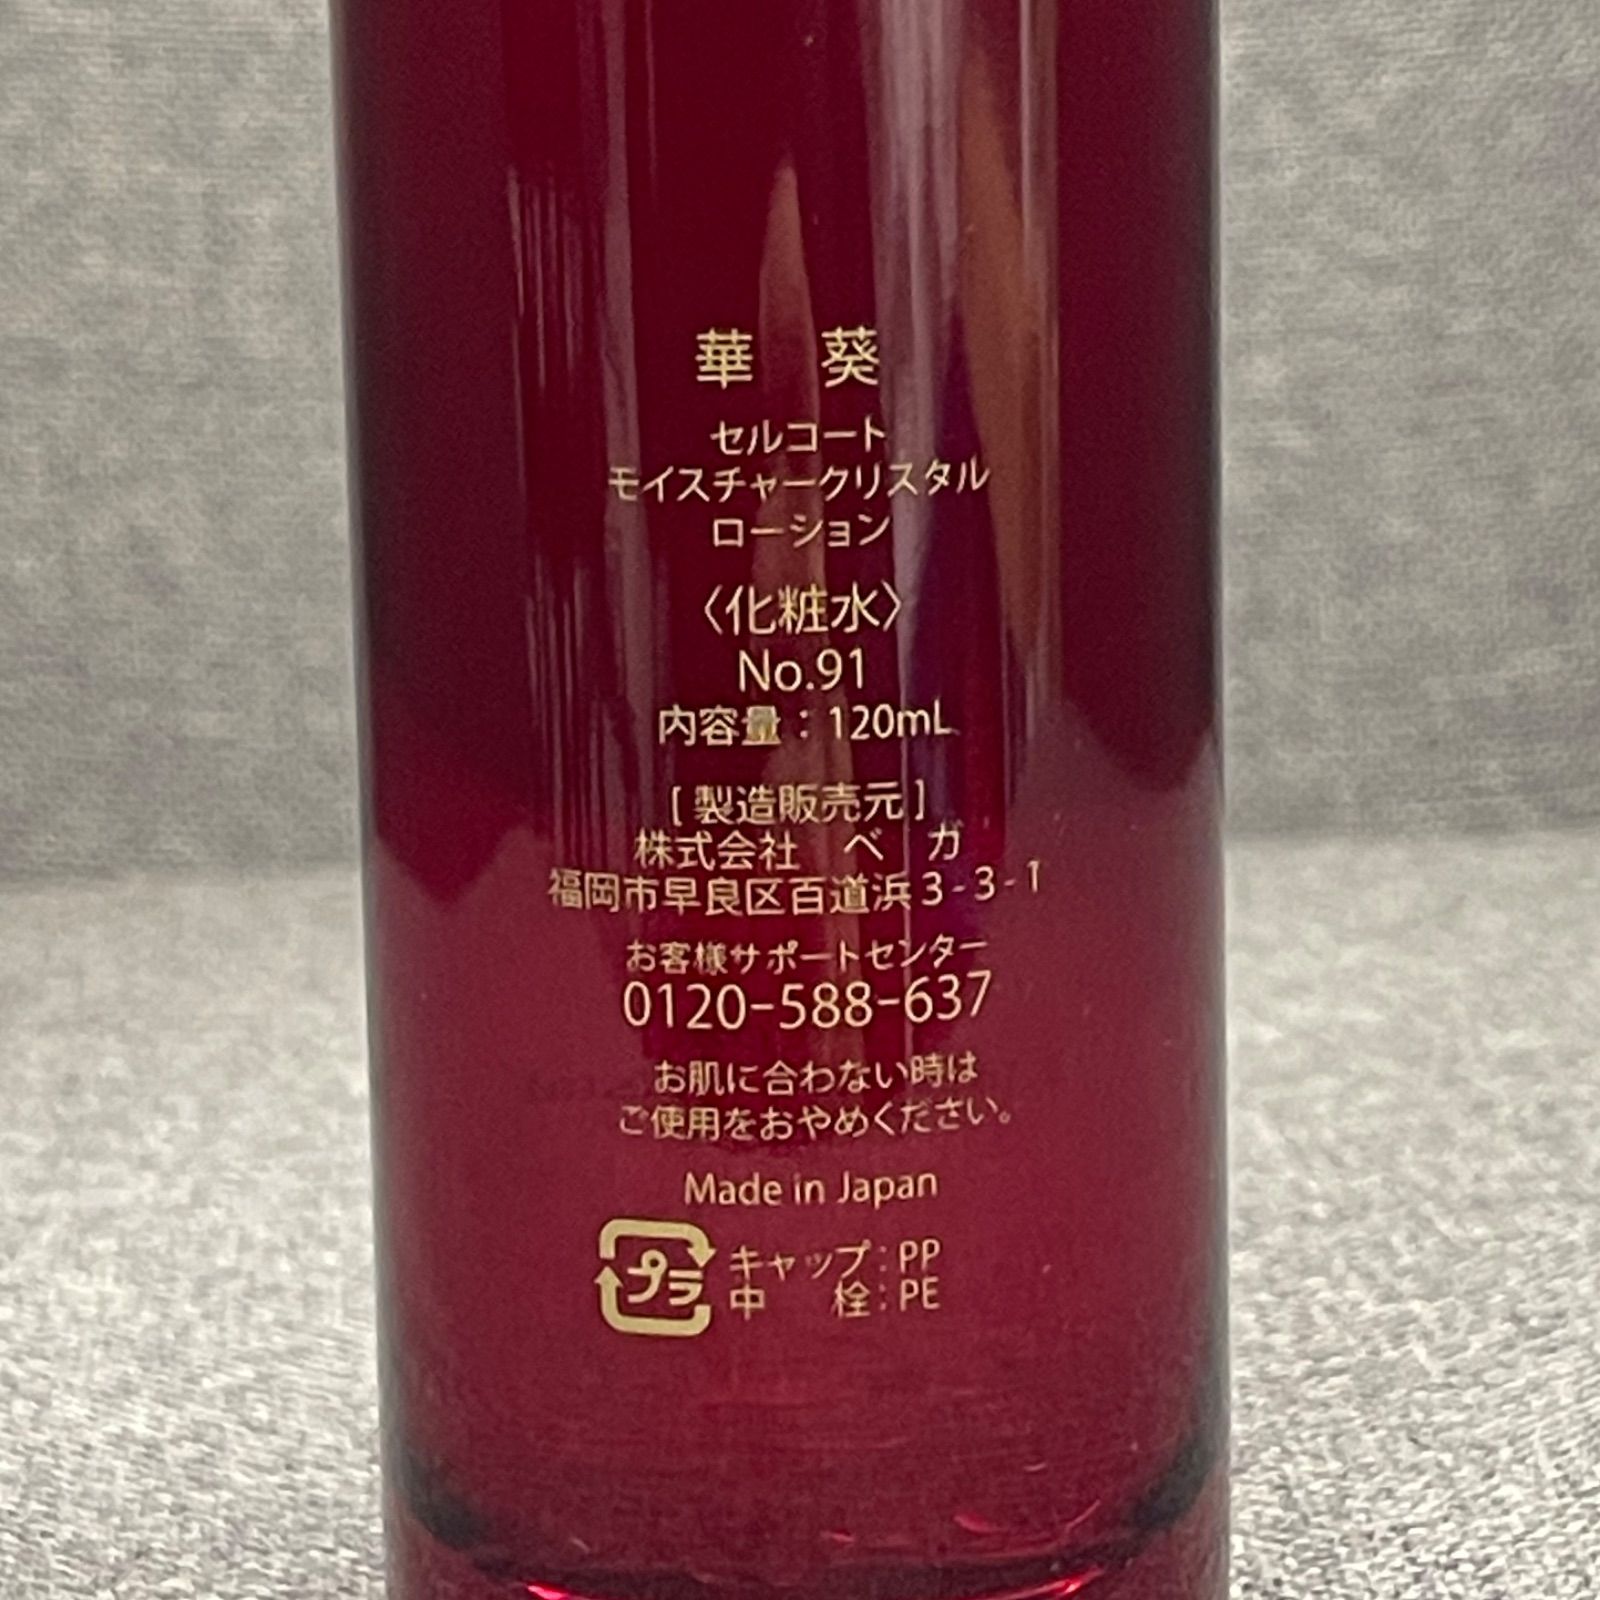 華 葵
セルコート
モイスチャークリスタル
ローション
〈化粧水〉
No.91
内容量：120mL
[ 製造販売元 ]
株式会社 ベ ガ
福岡市早良区百道浜3-3-1
お客様サポートセンター
0120-588-637
お肌に合わない時は
ご使用をおやめください。
Made in Japan
プラ
キャップ：PP
中 栓：PE